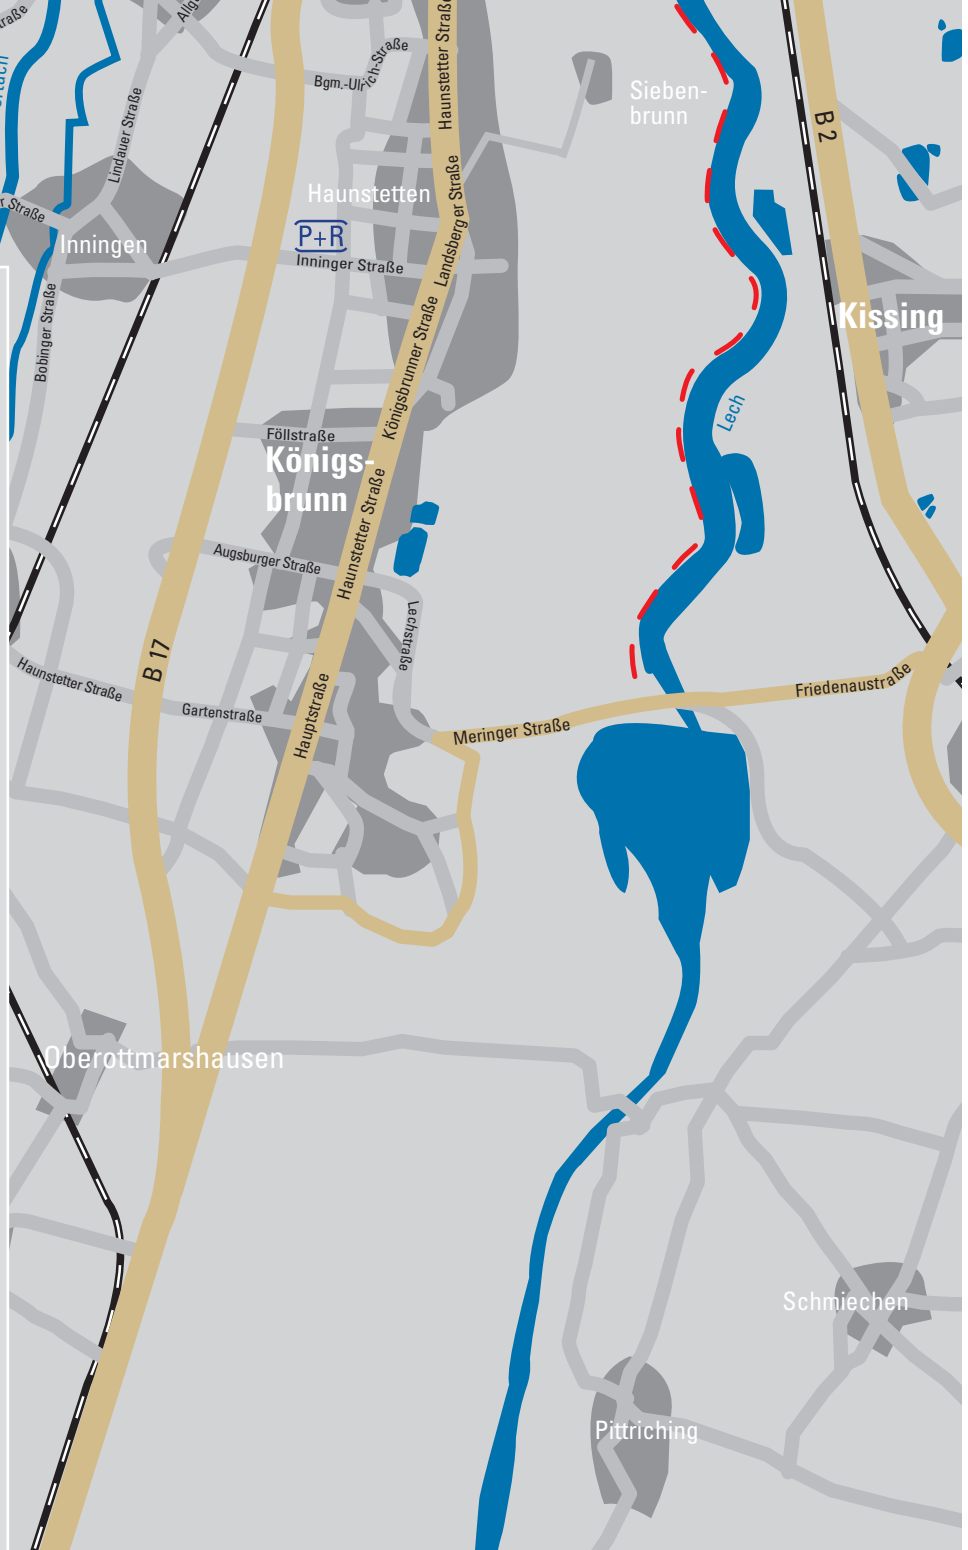 Bgm.-Ulrich-Straße
Haunstetter Straße
Sieben-
brunn
B 2
Lindauer Straße
Haunstetten
Landsberger Straße
r Straße
Inningen
P+R
Inninger Straße
Bobinger Straße
Kissing
Königsbrunner Straße
Lech
Föllstraße
Königs-
brunn
Haunstetter Straße
Augsburger Straße
Lechstraße
B 17
Haunstetter Straße
Gartenstraße
Hauptstraße
Meringer Straße
Friedenaustraße
Oberottmarshausen
Schmiechen
Pittriching